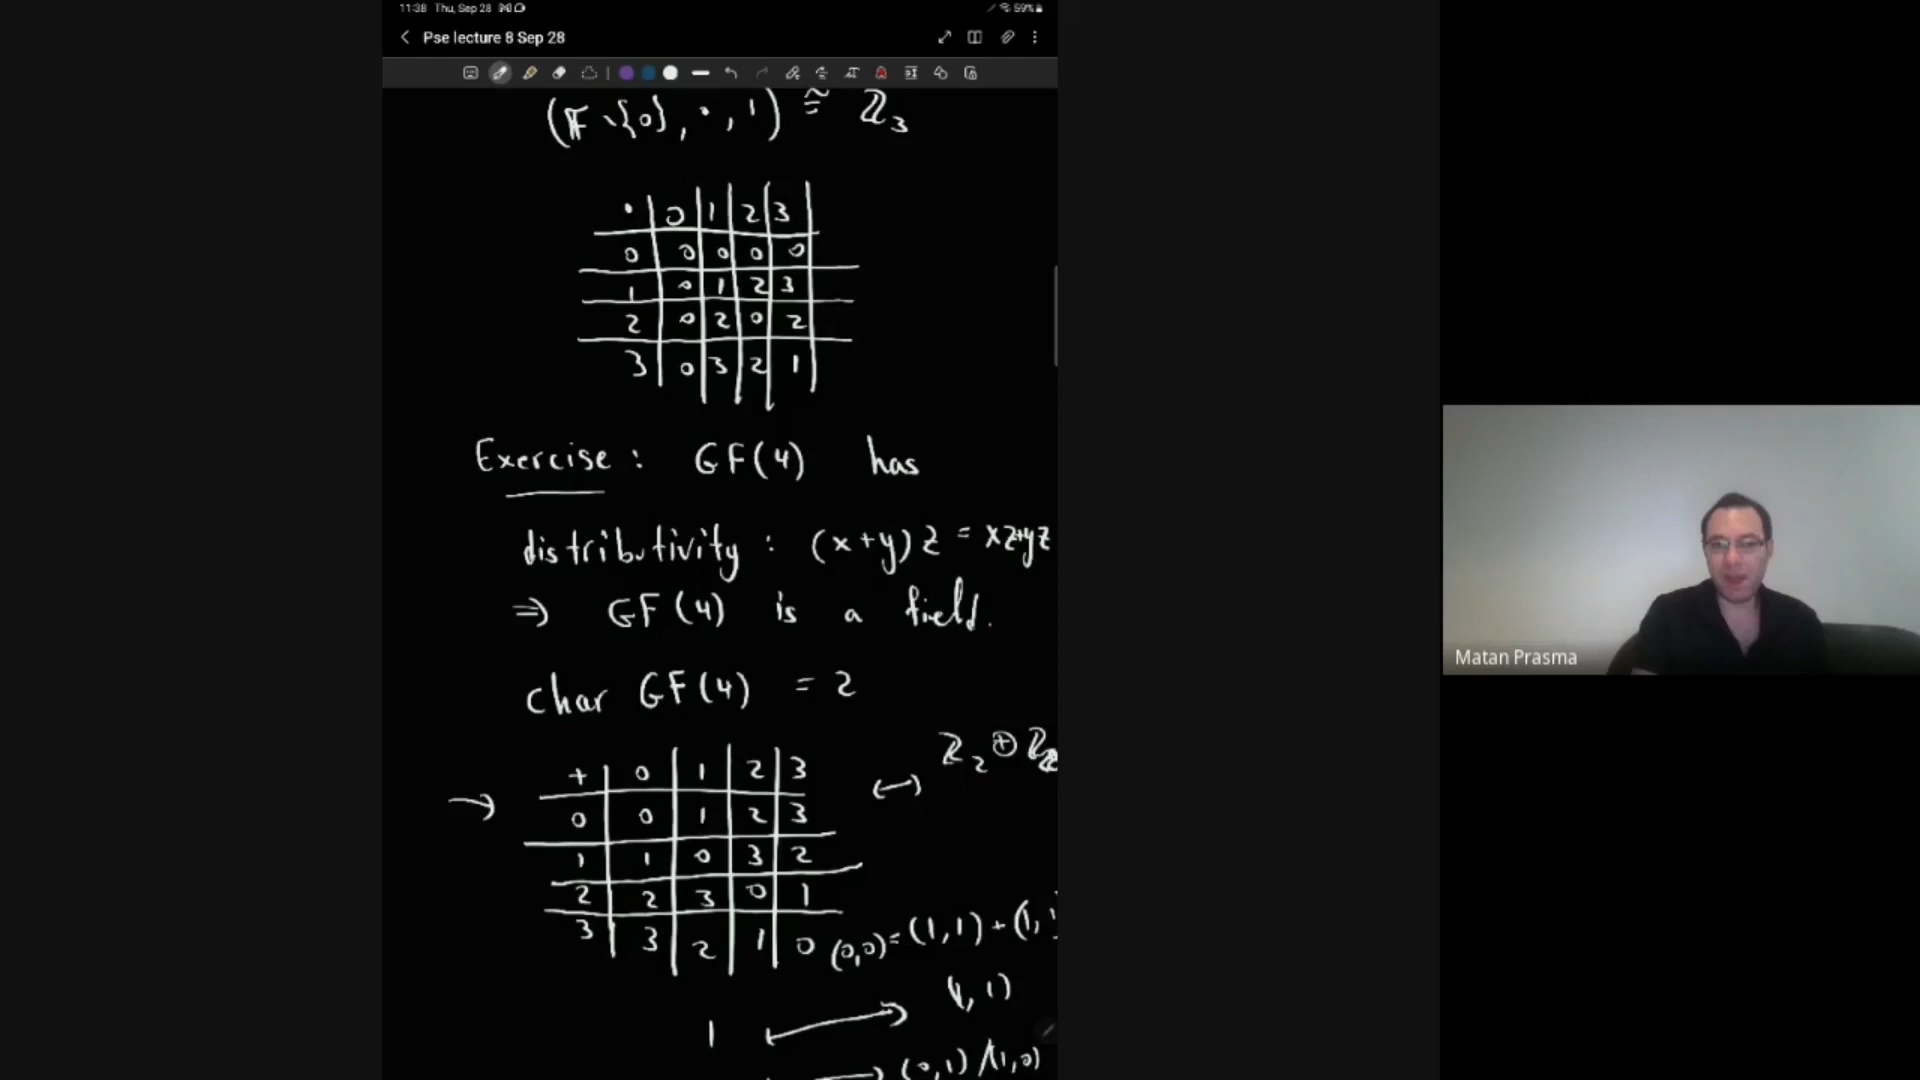 11:38 Thu, Sep 28 59%
Pse lecture 8 Sep 28
(𝔽 \ {0}, ·, 1) ≅ ℤ₃
· | 0 | 1 | 2 | 3
0 | 0 | 0 | 0 | 0
1 | 0 | 1 | 2 | 3
2 | 0 | 2 | 0 | 2
3 | 0 | 3 | 2 | 1
Exercise : GF(4) has
distributivity : (x+y)z = xz+yz
⇒ GF(4) is a field.
char GF(4) = 2
ℤ₂ ⊕ ℤ₂
→ + | 0 | 1 | 2 | 3 ↔
0 | 0 | 1 | 2 | 3
1 | 1 | 0 | 3 | 2
2 | 2 | 3 | 0 | 1
3 | 3 | 2 | 1 | 0
(0,0) = (1,1) + (1,
1 ↔ (1,1)
→ (0,1) / (1,0)
Matan Prasma